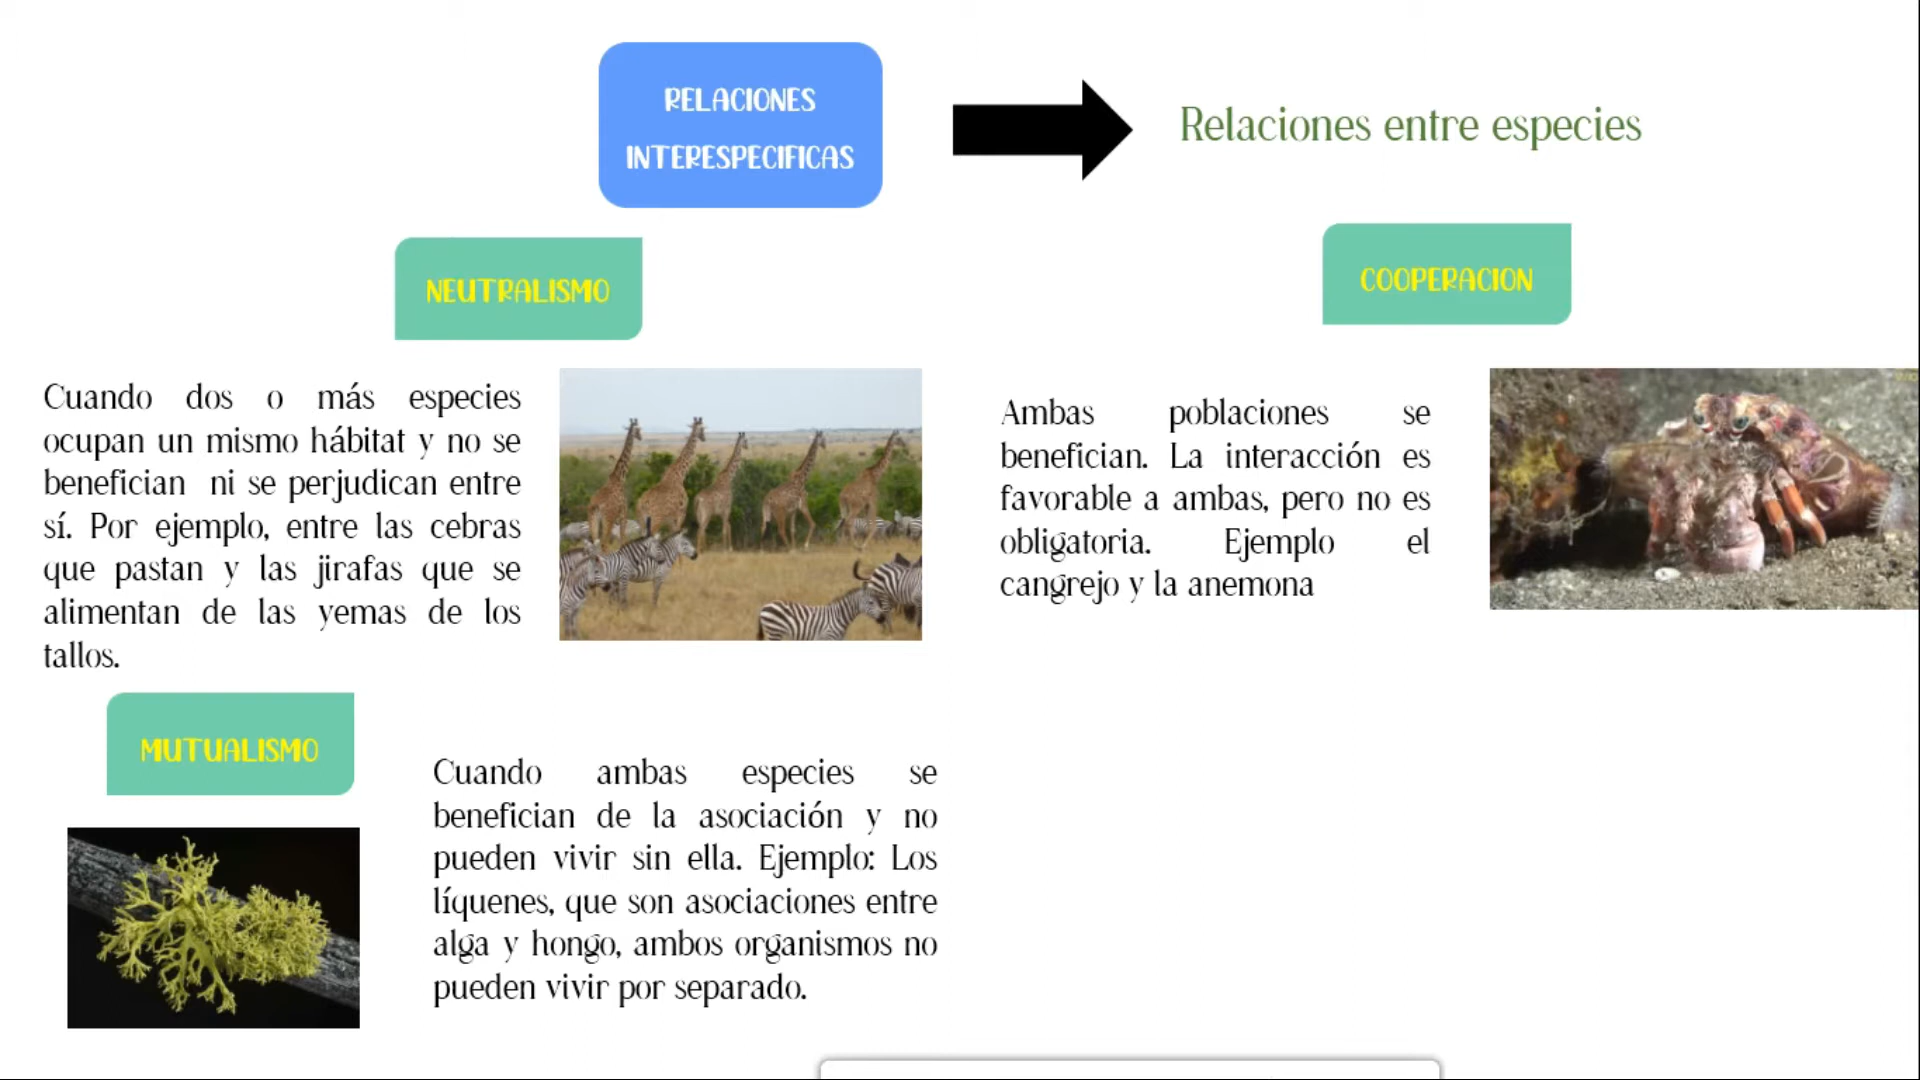 RELACIONES
INTERESPECIFICAS
Relaciones entre especies
NEUTRALISMO
Cuando dos o más especies
ocupan un mismo hábitat y no se
benefician ni se perjudican entre
sí. Por ejemplo, entre las cebras
que pastan y las jirafas que se
alimentan de las yemas de los
tallos.
COOPERACION
Ambas poblaciones se
benefician. La interacción es
favorable a ambas, pero no es
obligatoria. Ejemplo el
cangrejo y la anemona
MUTUALISMO
Cuando ambas especies se
benefician de la asociación y no
pueden vivir sin ella. Ejemplo: Los
líquenes, que son asociaciones entre
alga y hongo, ambos organismos no
pueden vivir por separado.